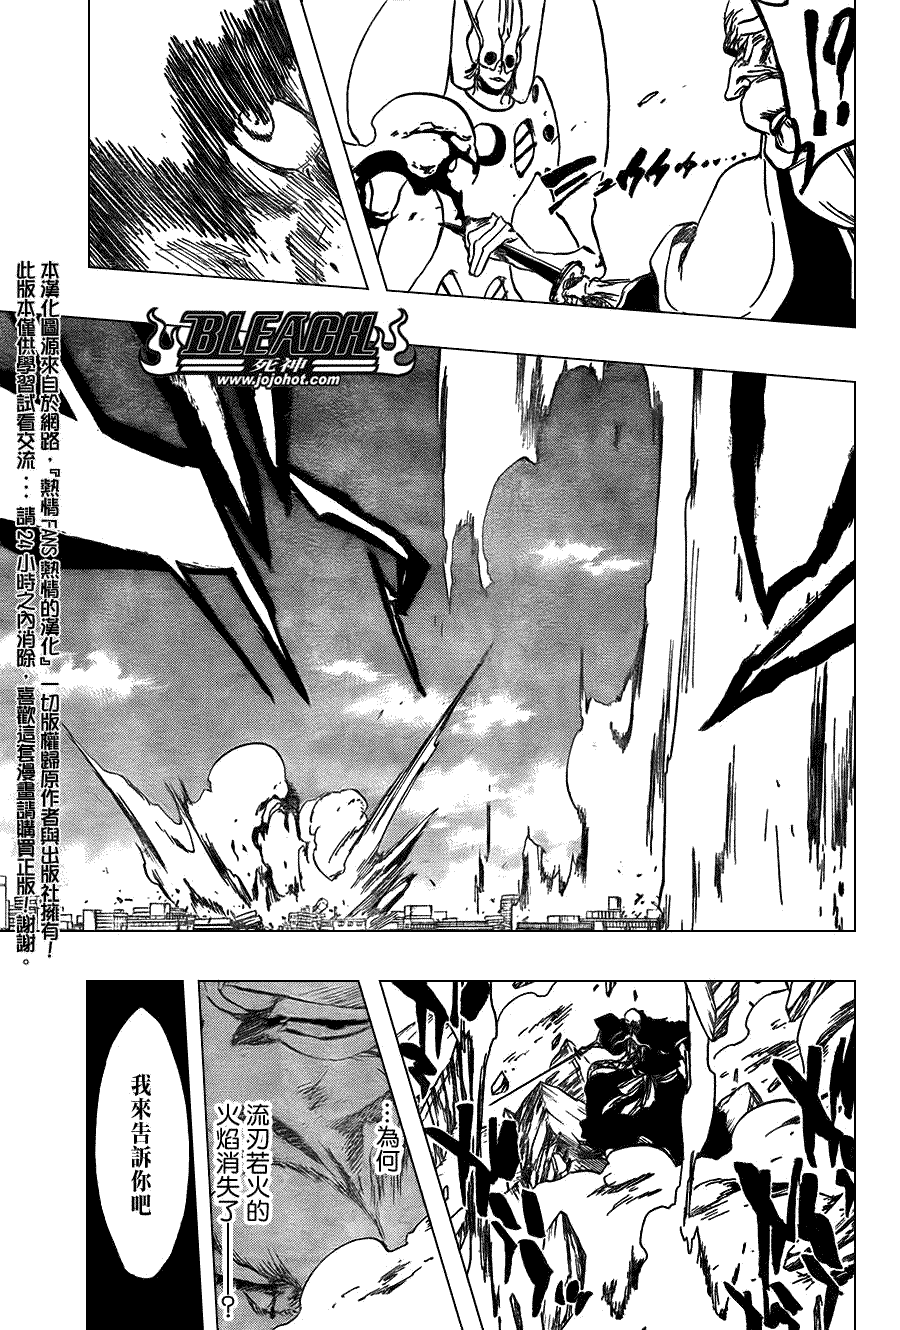 !?
本漢化圖源來自於網路．『熱情FANS熱情的漢化』一切版權歸原作者與出版社擁有！
此版本僅供學習試看交流…請24小時之內消除．喜歡這套漫畫請購買正版！謝謝。
BLEACH
死神
www.jojohot.com
…為何
流刃若火的
火焰消失了——？
我來告訴你吧